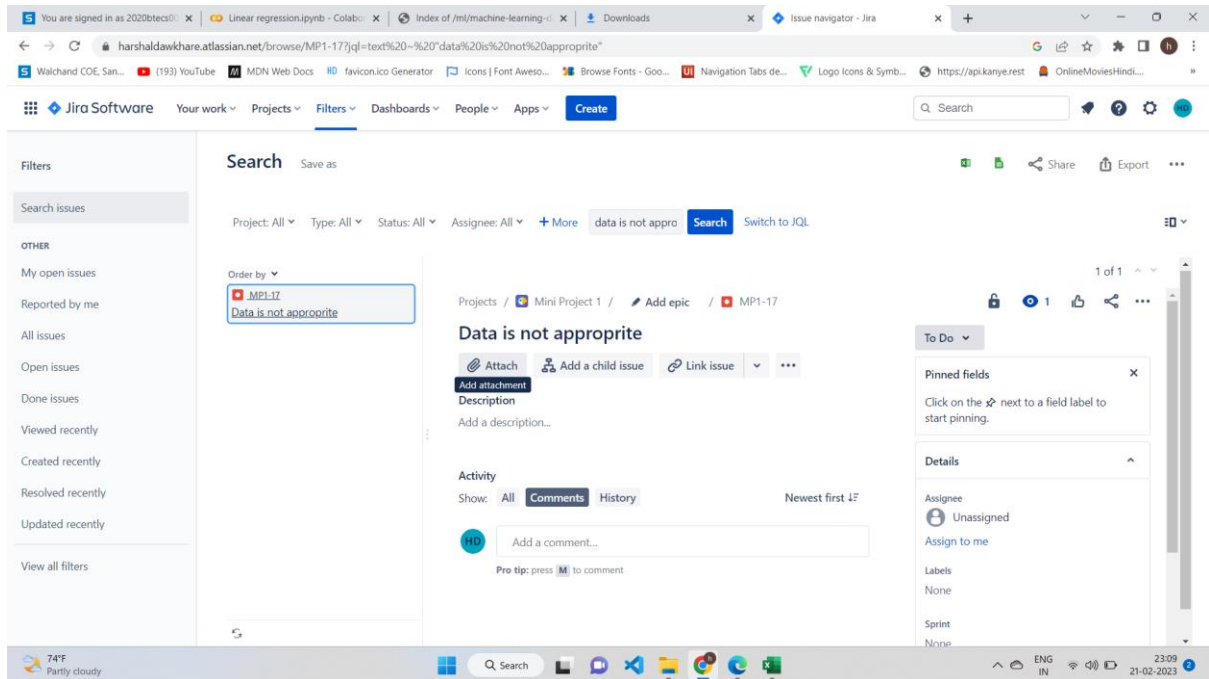 You are signed in as 2020btecs00
Linear regression.ipynb - Colabo
Index of /ml/machine-learning-d
Downloads
Issue navigator - Jira
harshaldawkhare.atlassian.net/browse/MP1-17?jql=text%20~%20"data%20is%20not%20approprite"
Walchand COE, San... (193) YouTube MDN Web Docs HD favicon.ico Generator Icons | Font Aweso... Browse Fonts - Goo... UI Navigation Tabs de... Logo Icons & Symb... https://api.kanye.rest OnlineMoviesHindi....
Jira Software Your work Projects Filters Dashboards People Apps Create Search HD
Filters
Search issues
OTHER
My open issues
Reported by me
All issues
Open issues
Done issues
Viewed recently
Created recently
Resolved recently
Updated recently
View all filters
Search Save as Share Export
Project: All Type: All Status: All Assignee: All + More data is not appro Search Switch to JQL
Order by
MP1-17
Data is not approprite
1 of 1
Projects / Mini Project 1 / Add epic / MP1-17
1
Data is not approprite
Attach Add a child issue Link issue
Add attachment
Description
Add a description...
Activity
Show: All Comments History Newest first
HD Add a comment...
Pro tip: press M to comment
To Do
Pinned fields
Click on the next to a field label to
start pinning.
Details
Assignee
Unassigned
Assign to me
Labels
None
Sprint
None
74°F
Partly cloudy
Search
ENG
IN
23:09
21-02-2023
2